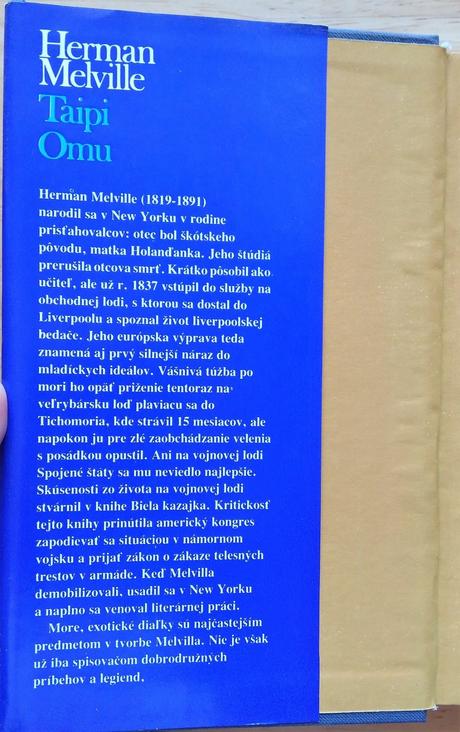 Herman
Melville
Taipi
Omu
Herman Melville (1819-1891)
narodil sa v New Yorku v rodine
prisťahovalcov: otec bol škótskeho
pôvodu, matka Holanďanka. Jeho štúdiá
prerušila otcova smrť. Krátko pôsobil ako
učiteľ, ale už r. 1837 vstúpil do služby na
obchodnej lodi, s ktorou sa dostal do
Liverpoolu a spoznal život liverpoolskej
bedače. Jeho európska výprava teda
znamená aj prvý silnejší náraz do
mladíckych ideálov. Vášnivá túžba po
mori ho opäť priženie tentoraz na
veľrybársku loď plaviacu sa do
Tichomoria, kde strávil 15 mesiacov, ale
napokon ju pre zlé zaobchádzanie velenia
s posádkou opustil. Ani na vojnovej lodi
Spojené štáty sa mu neviedlo najlepšie.
Skúsenosti zo života na vojnovej lodi
stvárnil v knihe Biela kazajka. Kritickosť
tejto knihy prinútila americký kongres
zapodievať sa situáciou v námornom
vojsku a prijať zákon o zákaze telesných
trestov v armáde. Keď Melvilla
demobilizovali, usadil sa v New Yorku
a naplno sa venoval literárnej práci.
More, exotické diaľky sú najčastejším
predmetom v tvorbe Melvilla. Nie je však
už iba spisovačom dobrodružných
príbehov a legiend,